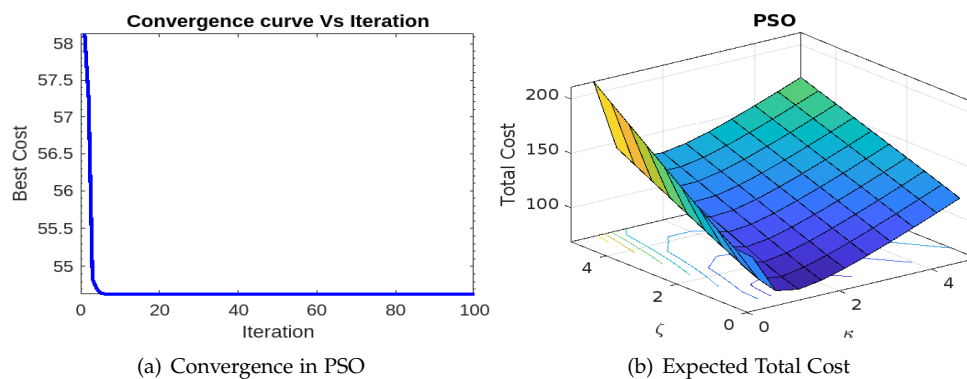 Convergence curve Vs Iteration
58
57.5
57
56.5
56
55.5
55
Best Cost
0
20
40
60
80
100
Iteration
(a) Convergence in PSO
PSO
200
150
100
Total Cost
4
2
0
ζ
0
2
4
κ
(b) Expected Total Cost